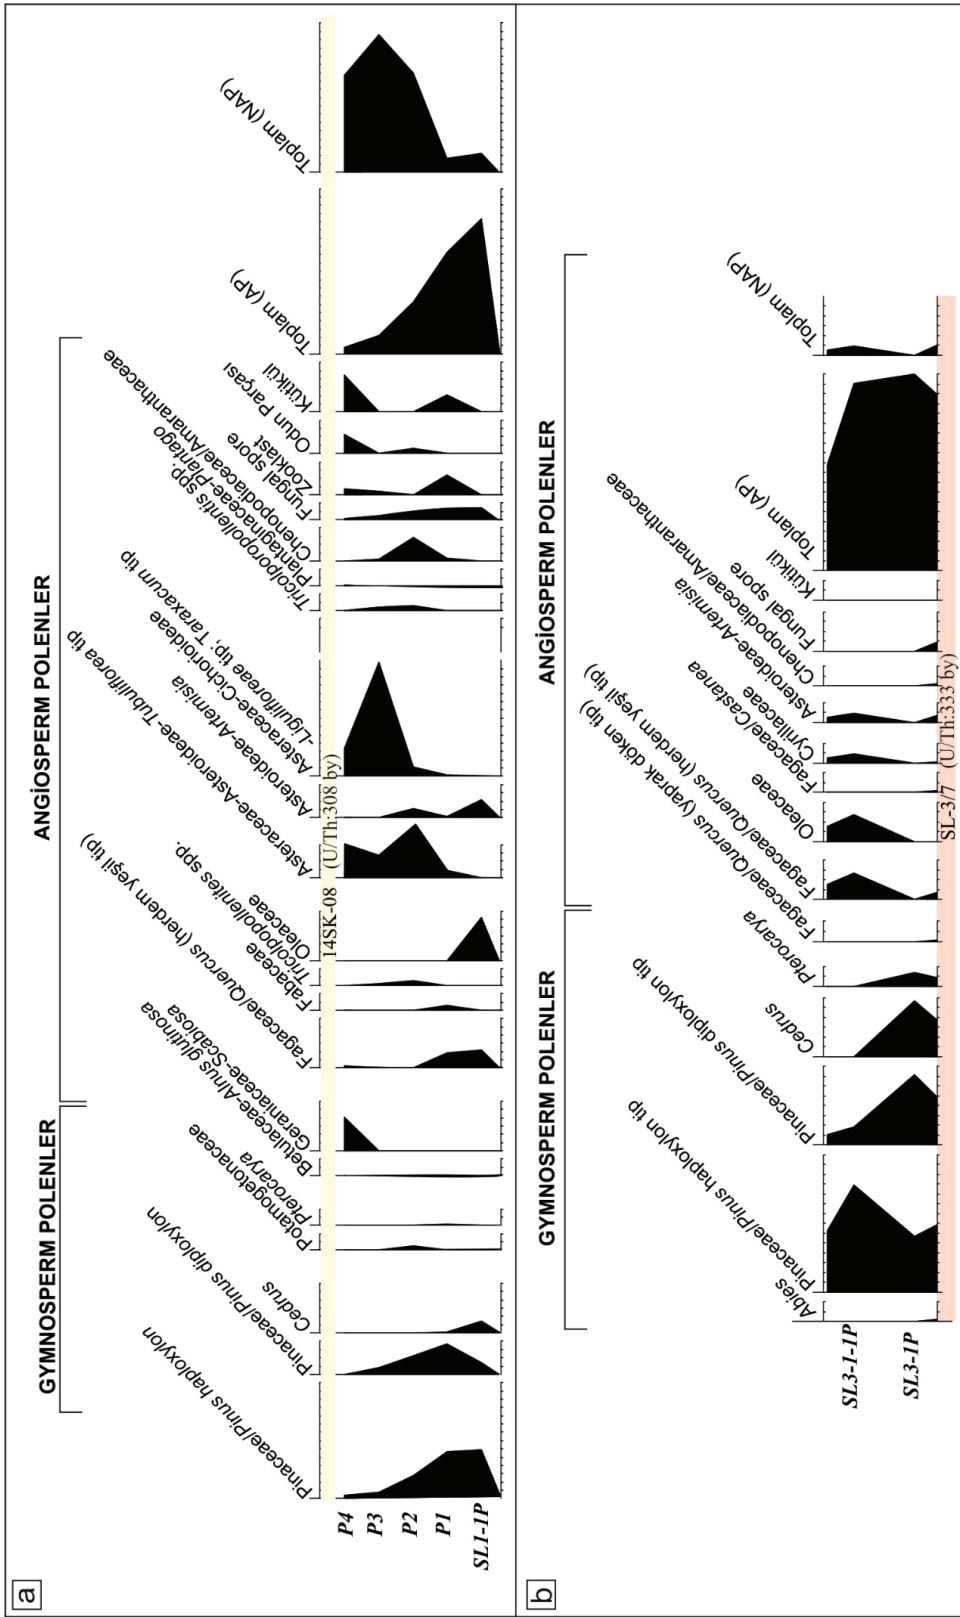 a
GYMNOSPERM POLENLER
ANGİOSPERM POLENLER
Pinaceae/Pinus haploxylon
Pinaceae/Pinus diploxylon
Cedrus
Potamogetonaceae
Pterocarya
Betulaceae-Alnus glutinosa
Geraniaceae-Scabiosa
Fagaceae/Quercus (herdem yeşil tip)
Fabaceae
Tricolpopollenites spp.
Oleaceae
Asteraceae-Asteroideae-Tubuliflorea tip
Asteroideae-Artemisia
Asteraceae-Cichorioideae
-Ligulifloreae tip; Taraxacum tip
Tricolporopollentis spp.
Plantaginaceae-Plantago
Chenopodiaceae/Amaranthaceae
Fungal spore
Zooklast
Odun Parçası
Kütikül
Toplam (AP)
Toplam (NAP)
14SK-08 (U/Th:308 by)
P4
P3
P2
P1
SL1-1P
b
GYMNOSPERM POLENLER
ANGİOSPERM POLENLER
Abies
Pinaceae/Pinus haploxylon tip
Pinaceae/Pinus diploxylon tip
Cedrus
Pterocarya
Fagaceae/Quercus (yaprak döken tip)
Fagaceae/Quercus (herdem yeşil tip)
Oleaceae
Fagaceae/Castanea
Cyrillaceae
Asteroideae-Artemisia
Chenopodiaceae/Amaranthaceae
Fungal spore
Kütikül
Toplam (AP)
Toplam (NAP)
SL3-1-1P
SL3-1P
SL-3/7 (U/Th:333 by)